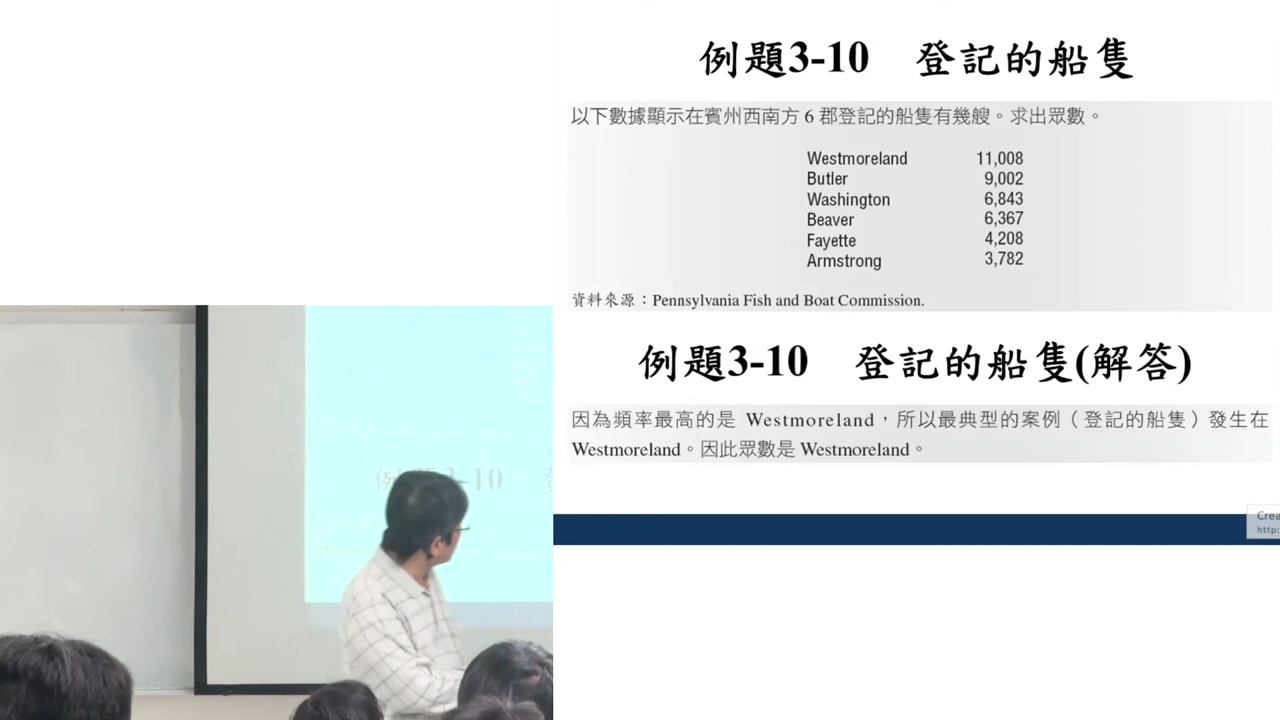 例題3-10 登記的船隻
以下數據顯示在賓州西南方 6 郡登記的船隻有幾艘。求出眾數。
Westmoreland 11,008
Butler 9,002
Washington 6,843
Beaver 6,367
Fayette 4,208
Armstrong 3,782
資料來源：Pennsylvania Fish and Boat Commission.
例題3-10 登記的船隻(解答)
因為頻率最高的是 Westmoreland，所以最典型的案例（登記的船隻）發生在
Westmoreland。因此眾數是 Westmoreland。
Crea
http:
3-10